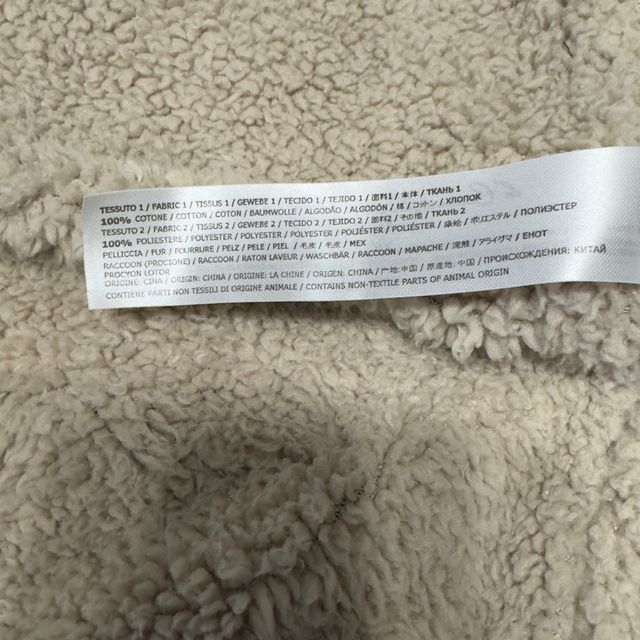 TESSUTO 1 / FABRIC 1 / TISSUS 1 / GEWEBE 1 / TECIDO 1 / TEJIDO 1 / 面料1 / 本体 / ТКАНЬ 1
100% COTONE / COTTON / COTON / BAUMWOLLE / ALGODÃO / ALGODÓN / 棉 / コットン / ХЛОПОК
TESSUTO 2 / FABRIC 2 / TISSUS 2 / GEWEBE 2 / TECIDO 2 / TEJIDO 2 / 面料2 / その他 / ТКАНЬ 2
100% POLIESTERE / POLYESTER / POLYESTER / POLYESTER / POLIÉSTER / POLIÉSTER / 涤纶 / ポリエステル / ПОЛИЭСТЕР
PELLICCIA / FUR / FOURRURE / PELZ / PELE / PIEL / 毛皮 / 毛皮 / МЕХ
RACCOON (PROCIONE) / RACCOON / RATON LAVEUR / WASCHBÄR / RACCOON / MAPACHE / 浣熊 / アライグマ / ЕНОТ
PROCYON LOTOR
ORIGINE: CINA / ORIGIN: CHINA / ORIGINE: LA CHINE / ORIGEN: CHINA / 产地:中国 / 原産地: 中国 / ПРОИСХОЖДЕНИЯ: КИТАЙ
CONTIENE PARTI NON TESSILI DI ORIGINE ANIMALE / CONTAINS NON-TEXTILE PARTS OF ANIMAL ORIGIN